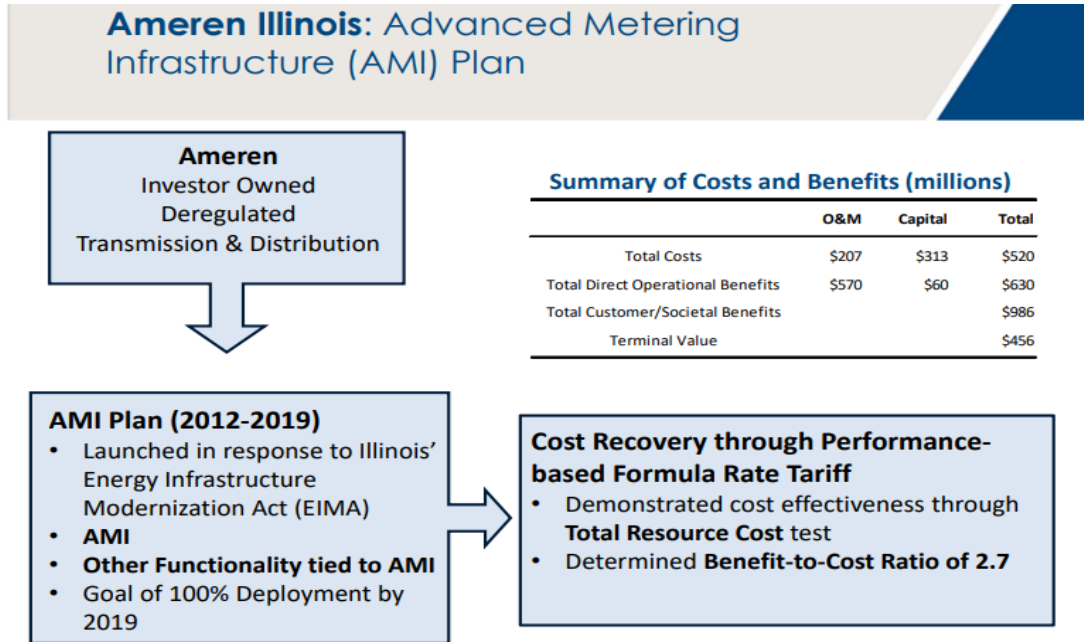 Ameren Illinois: Advanced Metering
Infrastructure (AMI) Plan
Ameren
Investor Owned
Deregulated
Transmission & Distribution
Summary of Costs and Benefits (millions)
O&M Capital Total
Total Costs $207 $313 $520
Total Direct Operational Benefits $570 $60 $630
Total Customer/Societal Benefits $986
Terminal Value $456
AMI Plan (2012-2019)
• Launched in response to Illinois’
Energy Infrastructure
Modernization Act (EIMA)
• AMI
• Other Functionality tied to AMI
• Goal of 100% Deployment by
2019
Cost Recovery through Performance-
based Formula Rate Tariff
• Demonstrated cost effectiveness through
Total Resource Cost test
• Determined Benefit-to-Cost Ratio of 2.7